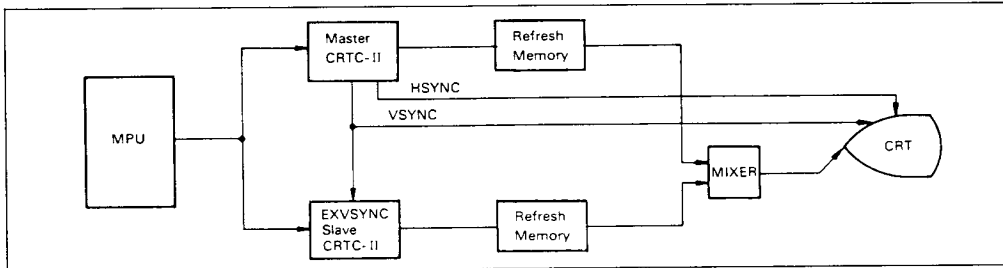 Master
CRTC-II
Refresh
Memory
HSYNC
VSYNC
MPU
CRT
MIXER
EXVSYNC
Slave
CRTC-II
Refresh
Memory